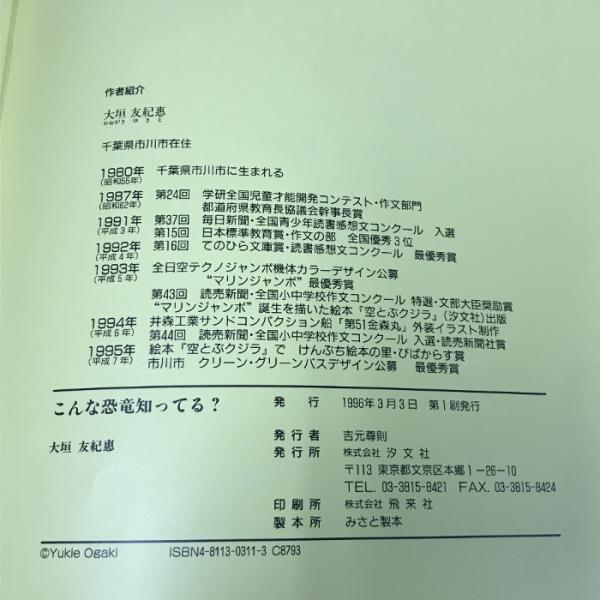 作者紹介
大垣 友紀惠
おおがき ゆきえ
千葉県市川市在住
1980年 千葉県市川市に生まれる
(昭和55年)
1987年 第24回 学研全国児童才能開発コンテスト・作文部門
(昭和62年) 都道府県教育長協議会幹事長賞
1991年 第37回 毎日新聞・全国青少年読書感想文コンクール 入選
(平成3年) 第15回 日本標準教育賞・作文の部 全国優秀3位
1992年 第16回 てのひら文庫賞・読書感想文コンクール 最優秀賞
(平成4年)
1993年 全日空テクノジャンボ機体カラーデザイン公募
(平成5年) “マリンジャンボ”最優秀賞
第43回 読売新聞・全国小中学校作文コンクール 特選・文部大臣奨励賞
“マリンジャンボ”誕生を描いた絵本『空とぶクジラ』(汐文社)出版
1994年 井森工業サンドコンパクション船「第51金森丸」外装イラスト制作
(平成6年) 第44回 読売新聞・全国小中学校作文コンクール 入選・読売新聞社賞
1995年 絵本『空とぶクジラ』で けんぶち絵本の里・びばからす賞
(平成7年) 市川市 クリーン・グリーンバスデザイン公募 最優秀賞
こんな恐竜知ってる？
大垣 友紀惠
発行 1996年3月3日 第1刷発行
発行者 吉元尊則
発行所 株式会社 汐文社
〒113 東京都文京区本郷1-26-10
TEL. 03-3815-8421 FAX. 03-3815-8424
印刷所 株式会社 飛来社
製本所 みさと製本
©Yukie Ogaki ISBN4-8113-0311-3 C8793